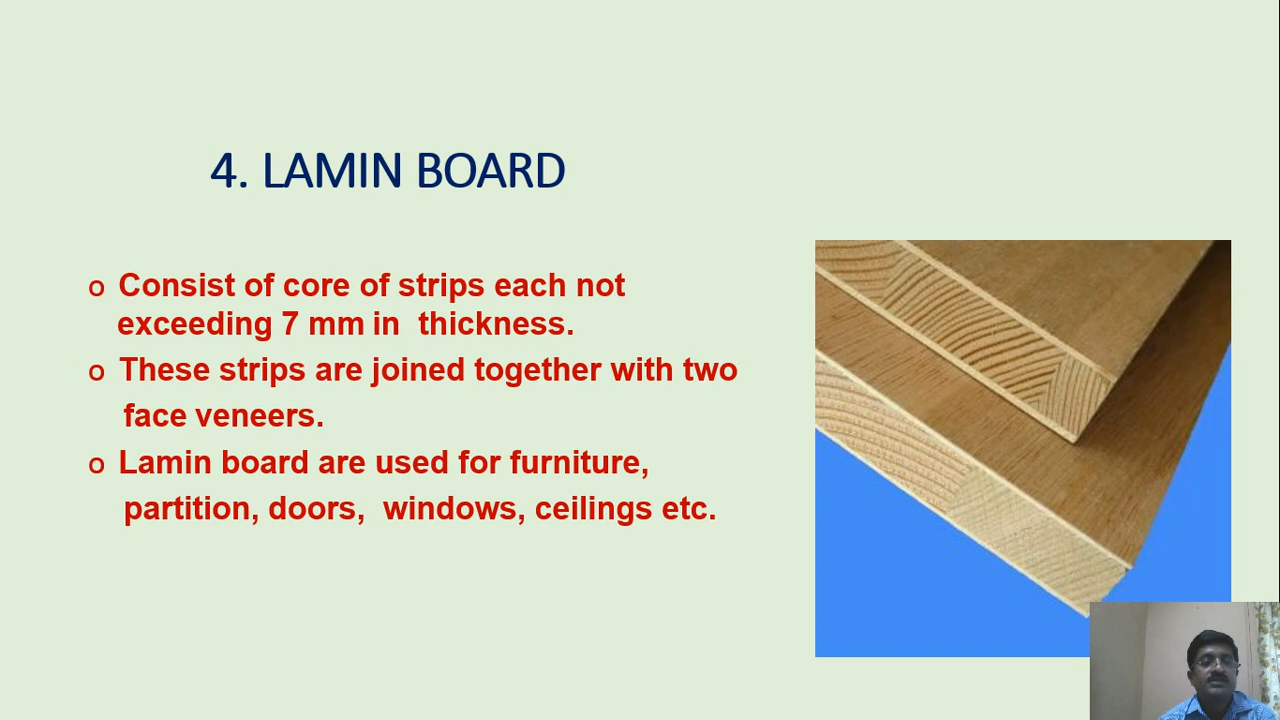 4. LAMIN BOARD
o Consist of core of strips each not
exceeding 7 mm in thickness.
o These strips are joined together with two
face veneers.
o Lamin board are used for furniture,
partition, doors, windows, ceilings etc.